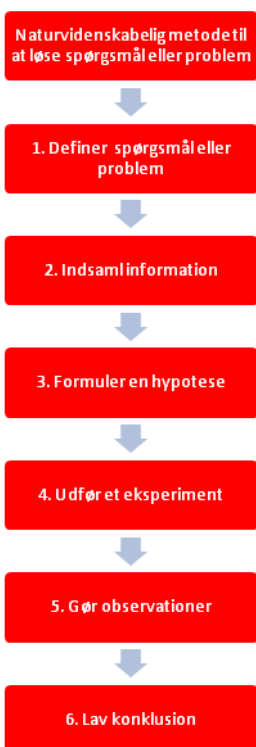 Naturvidenskabelig metode til
at løse spørgsmål eller problem
1. Definer spørgsmål eller
problem
2. Indsaml information
3. Formuler en hypotese
4. Udfør et eksperiment
5. Gør observationer
6. Lav konklusion